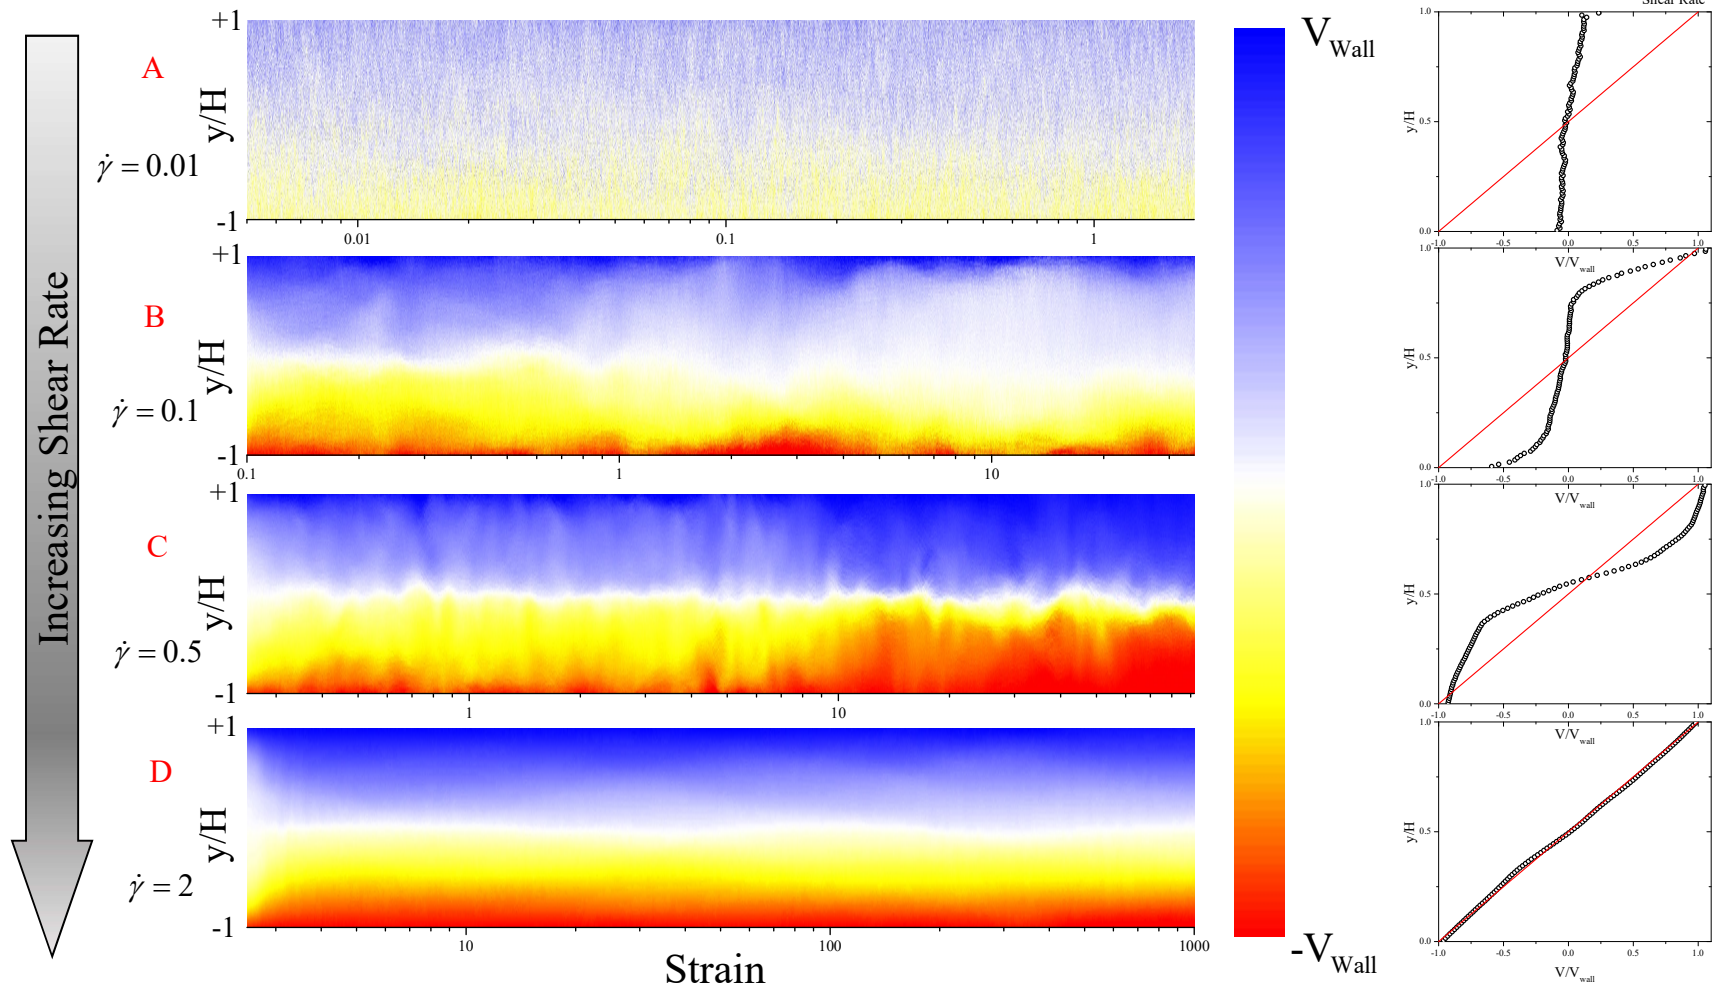 Increasing Shear Rate
A
γ̇ = 0.01
y/H
+1
-1
0.01 0.1 1
B
γ̇ = 0.1
y/H
+1
-1
0.1 1 10
C
γ̇ = 0.5
y/H
+1
-1
1 10
D
γ̇ = 2
y/H
+1
-1
10 100 1000
Strain
V_Wall
-V_Wall
Shear Rate
1.0
0.5
0.0
y/H
-1.0 -0.5 0.0 0.5 1.0
V/V_wall
1.0
0.5
0.0
y/H
-1.0 -0.5 0.0 0.5 1.0
V/V_wall
1.0
0.5
0.0
y/H
-1.0 -0.5 0.0 0.5 1.0
V/V_wall
1.0
0.5
0.0
y/H
-1.0 -0.5 0.0 0.5 1.0
V/V_wall